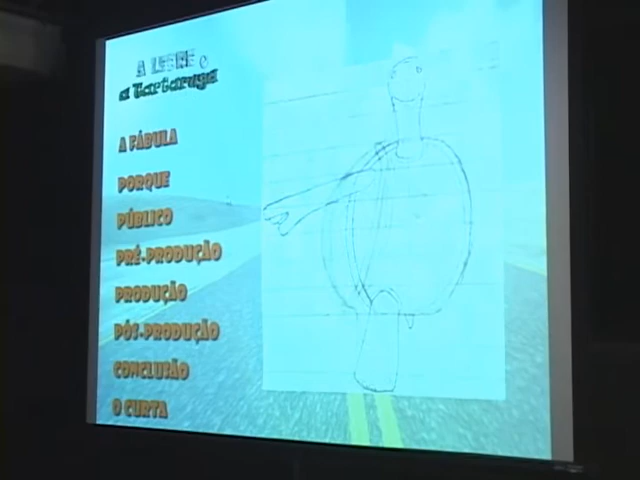 A LEBRE e
a Tartaruga
A FÁBULA
PORQUE
PÚBLICO
PRÉ-PRODUÇÃO
PRODUÇÃO
PÓS-PRODUÇÃO
CONCLUSÃO
O CURTA